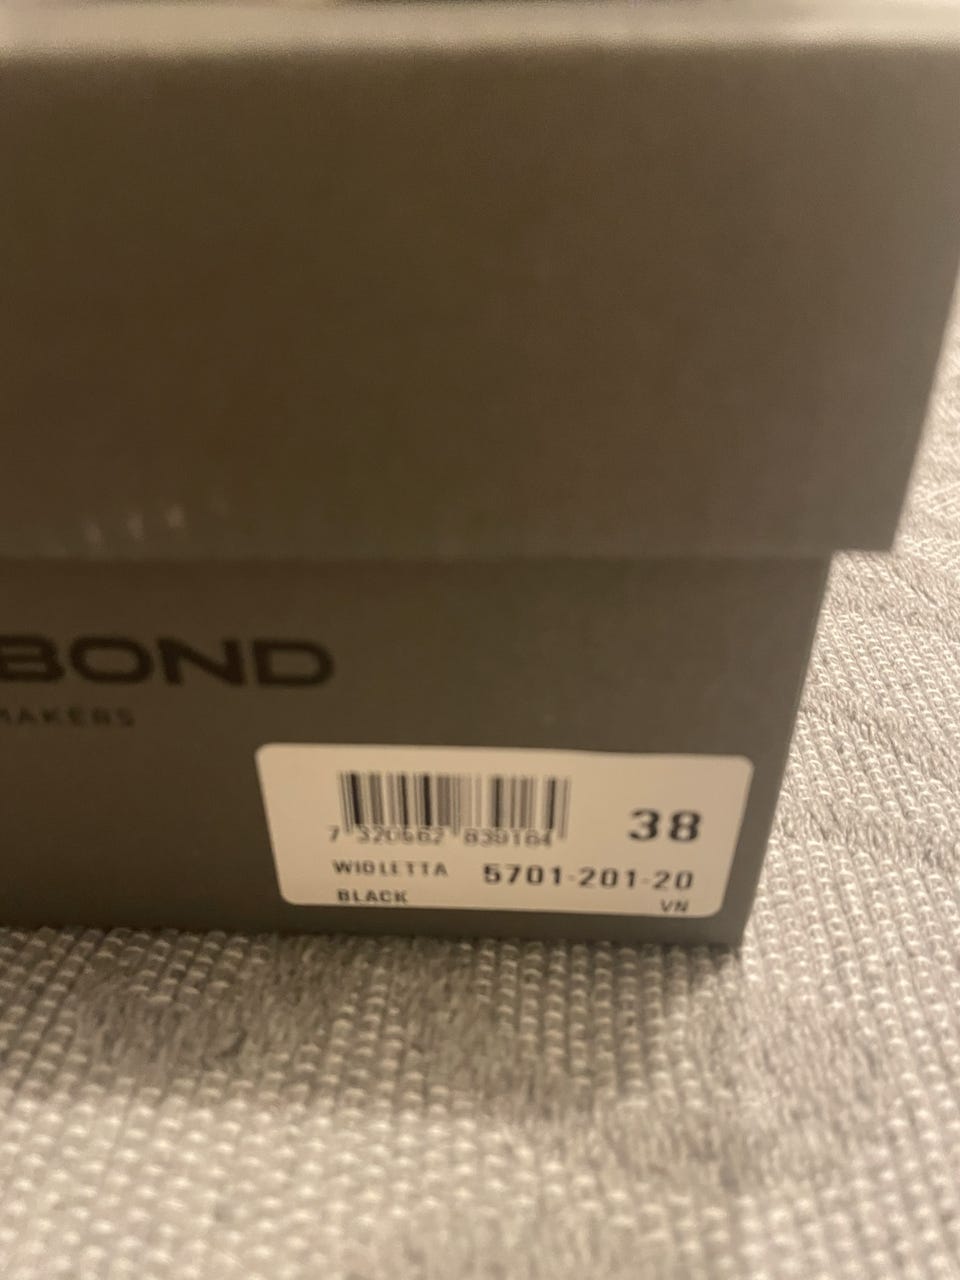 BOND
MAKERS
38
WIOLETTA 5701-201-20
BLACK VN